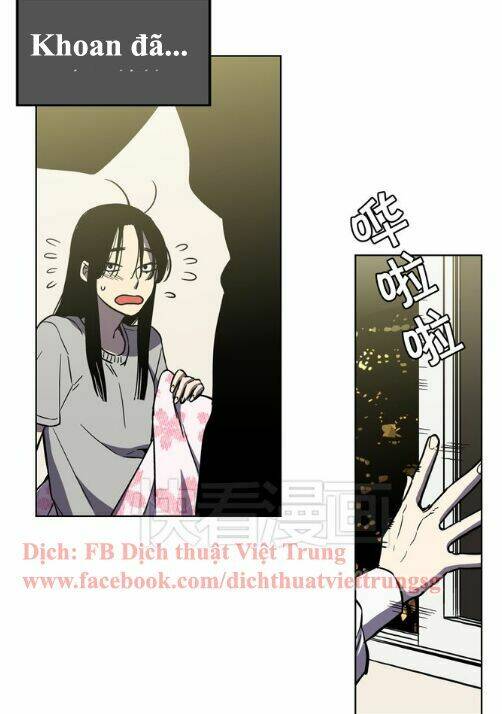 Khoan đã...
哗
啦
啦
快看漫画
Dịch: FB Dịch thuật Việt Trung
www.facebook.com/dichthuatviettrungsg